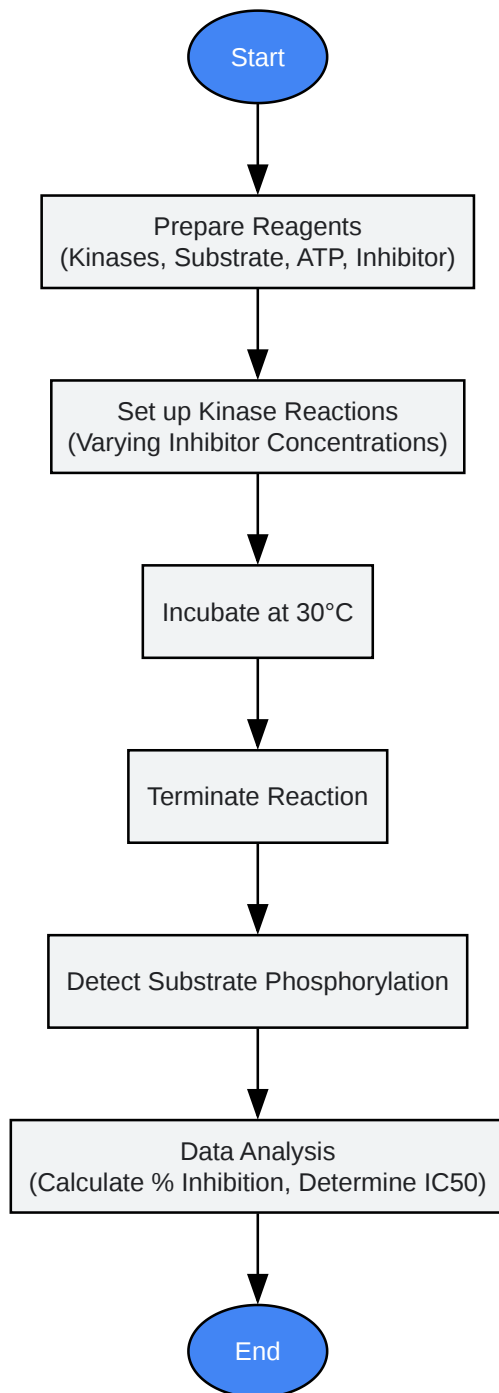 Start
Prepare Reagents
(Kinases, Substrate, ATP, Inhibitor)
Set up Kinase Reactions
(Varying Inhibitor Concentrations)
Incubate at 30°C
Terminate Reaction
Detect Substrate Phosphorylation
Data Analysis
(Calculate % Inhibition, Determine IC50)
End